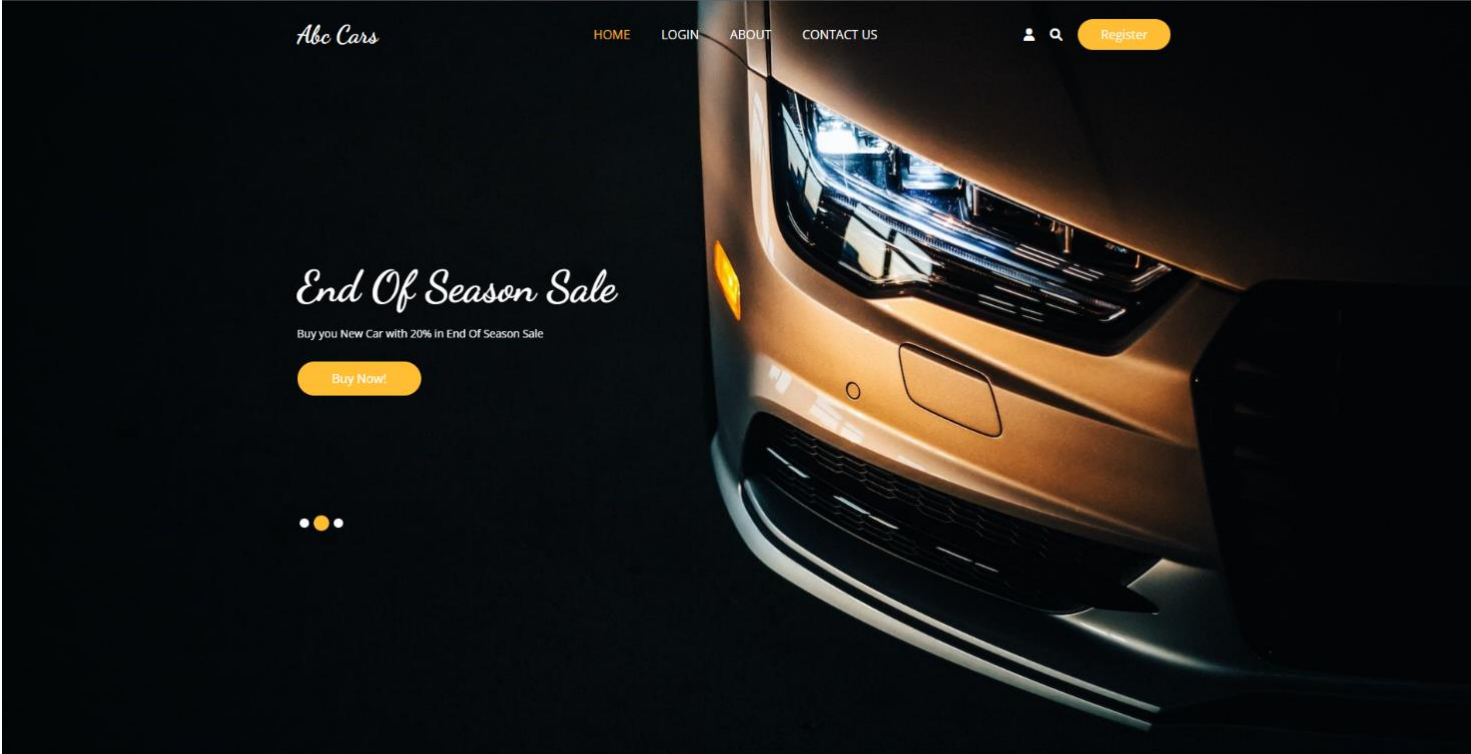 Abc Cars
HOME LOGIN ABOUT CONTACT US Register
End Of Season Sale
Buy you New Car with 20% in End Of Season Sale
Buy Now!